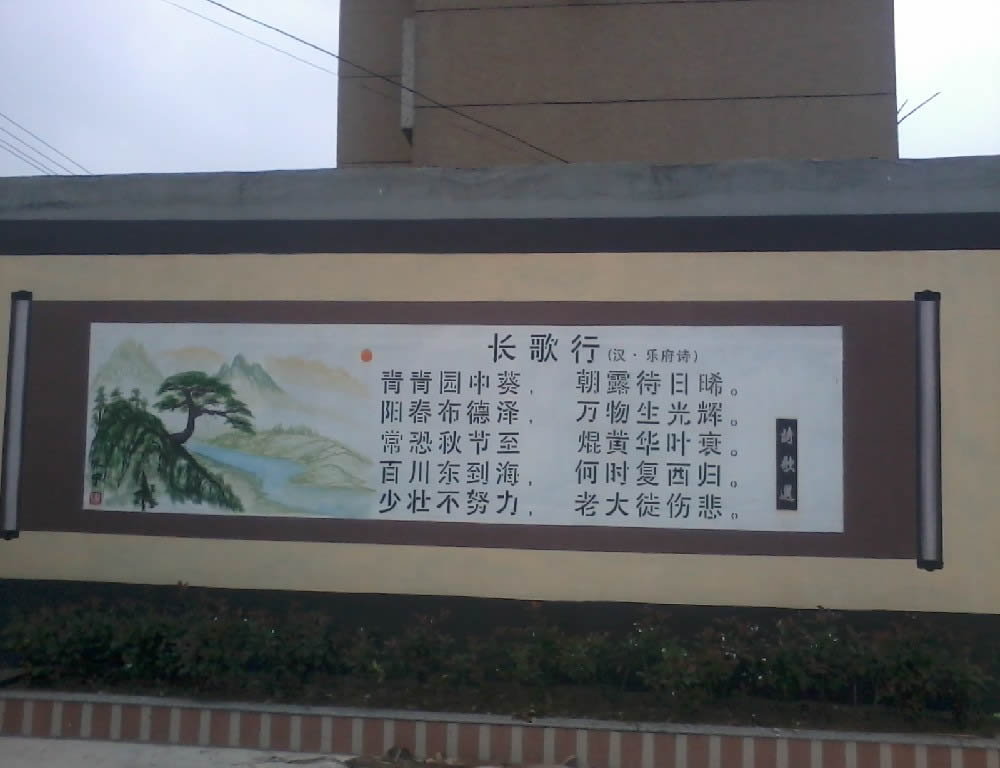 长歌行(汉·乐府诗)
青青园中葵， 朝露待日晞。
阳春布德泽， 万物生光辉。
常恐秋节至 焜黄华叶衰。
百川东到海， 何时复西归。
少壮不努力， 老大徒伤悲。
詩歌